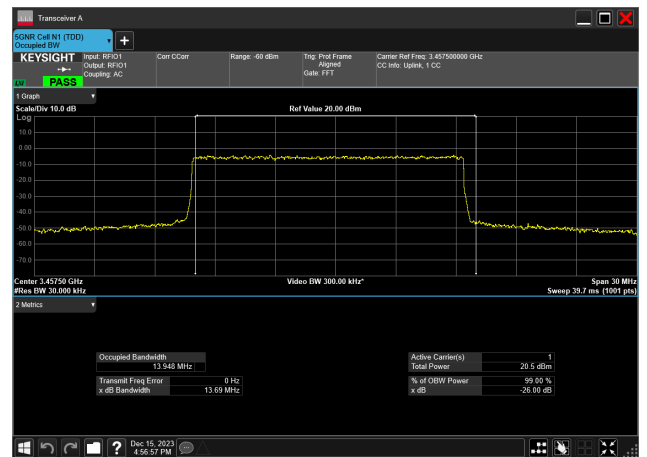 Transceiver A
5GNR Cell N1 (TDD)
Occupied BW
KEYSIGHT
Input: RFIO1
Output: RFIO1
Coupling: AC
Corr CCorr
Range: -60 dBm
Trig: Prot Frame
Aligned
Gate: FFT
Carrier Ref Freq: 3.457500000 GHz
CC Info: Uplink, 1 CC
PASS
1 Graph
Scale/Div 10.0 dB
Ref Value 20.00 dBm
Log
10.0
0.00
-10.0
-20.0
-30.0
-40.0
-50.0
-60.0
-70.0
Center 3.45750 GHz
Video BW 300.00 kHz*
Span 30 MHz
#Res BW 30.000 kHz
Sweep 39.7 ms (1001 pts)
2 Metrics
Occupied Bandwidth
13.948 MHz
Active Carrier(s) 1
Total Power 20.5 dBm
Transmit Freq Error 0 Hz
x dB Bandwidth 13.69 MHz
% of OBW Power 99.00 %
x dB -26.00 dB
Dec 15, 2023
4:56:57 PM